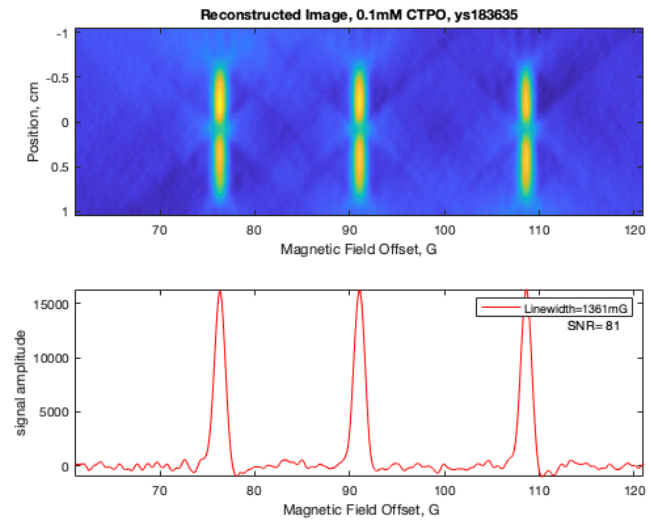 Reconstructed Image, 0.1mM CTPO, ys183635
-1
-0.5
0
0.5
1
Position, cm
70 80 90 100 110 120
Magnetic Field Offset, G
15000
10000
5000
0
signal amplitude
Linewidth=1361mG
SNR= 81
70 80 90 100 110 120
Magnetic Field Offset, G